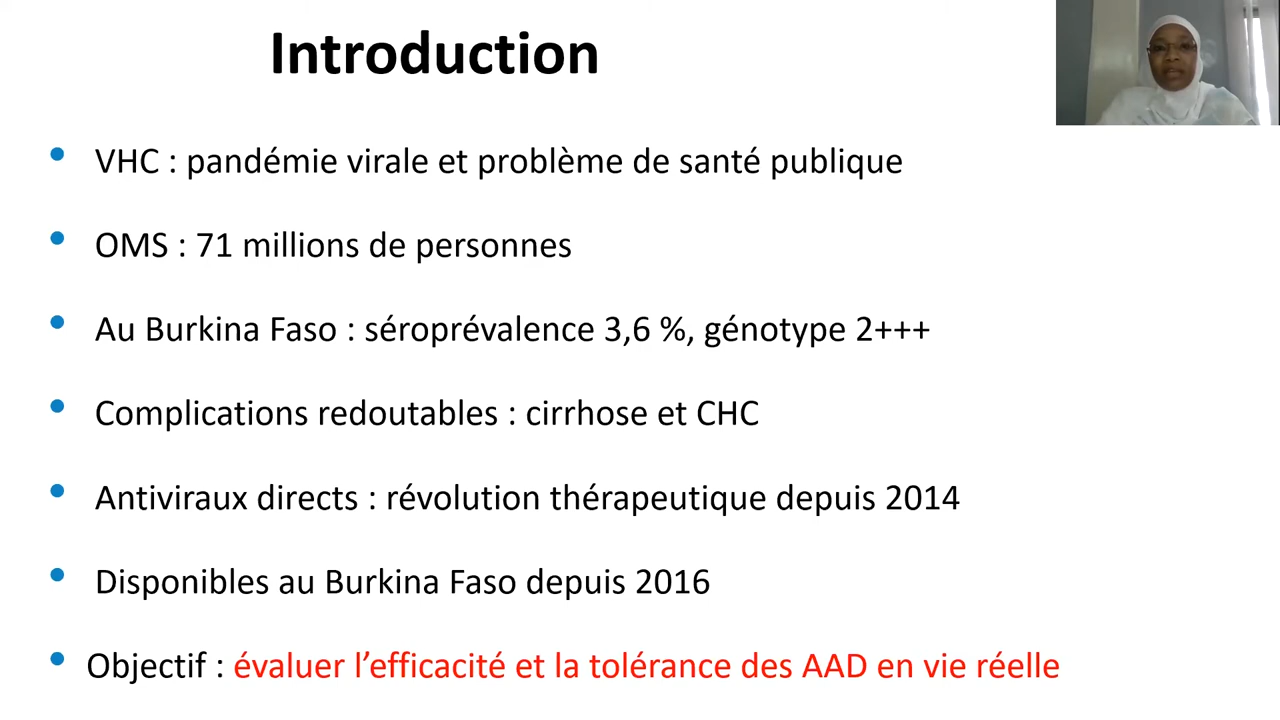 Introduction
• VHC : pandémie virale et problème de santé publique
• OMS : 71 millions de personnes
• Au Burkina Faso : séroprévalence 3,6 %, génotype 2+++
• Complications redoutables : cirrhose et CHC
• Antiviraux directs : révolution thérapeutique depuis 2014
• Disponibles au Burkina Faso depuis 2016
• Objectif : évaluer l’efficacité et la tolérance des AAD en vie réelle